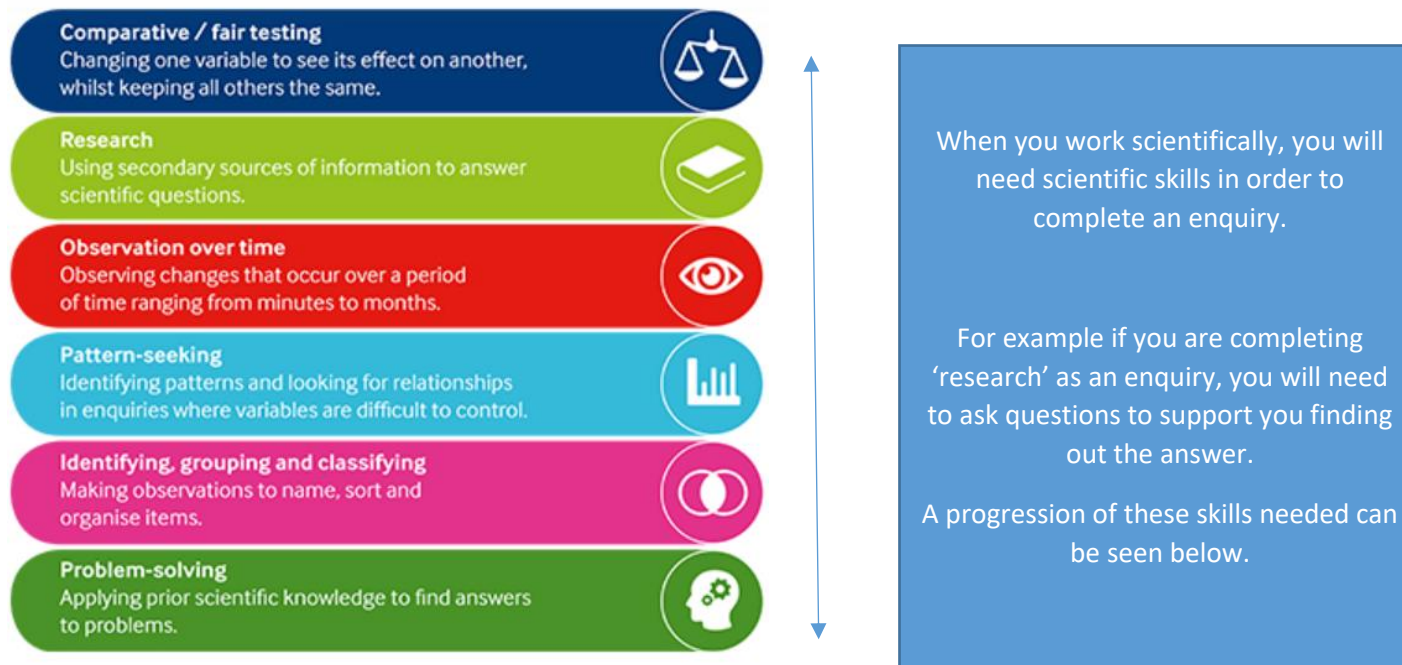 Comparative / fair testing
Changing one variable to see its effect on another,
whilst keeping all others the same.
Research
Using secondary sources of information to answer
scientific questions.
Observation over time
Observing changes that occur over a period
of time ranging from minutes to months.
Pattern-seeking
Identifying patterns and looking for relationships
in enquiries where variables are difficult to control.
Identifying, grouping and classifying
Making observations to name, sort and
organise items.
Problem-solving
Applying prior scientific knowledge to find answers
to problems.
When you work scientifically, you will
need scientific skills in order to
complete an enquiry.
For example if you are completing
‘research’ as an enquiry, you will need
to ask questions to support you finding
out the answer.
A progression of these skills needed can
be seen below.